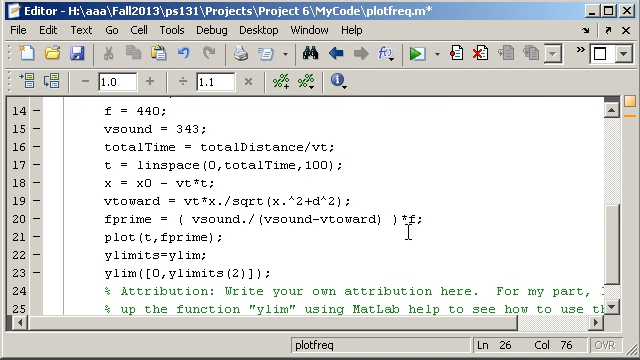 Editor - H:\aaa\Fall2013\ps131\Projects\Project 6\MyCode\plotfreq.m*
File Edit Text Go Cell Tools Debug Desktop Window Help
1.0 1.1
14 f = 440;
15 vsound = 343;
16 totalTime = totalDistance/vt;
17 t = linspace(0,totalTime,100);
18 x = x0 - vt*t;
19 vtoward = vt*x./sqrt(x.^2+d^2);
20 fprime = ( vsound./(vsound-vtoward) )*f;
21 plot(t,fprime);
22 ylimits=ylim;
23 ylim([0,ylimits(2)]);
24 % Attribution: Write your own attribution here. For my part,
25 % up the function "ylim" using MatLab help to see how to use
plotfreq Ln 26 Col 76 OVR